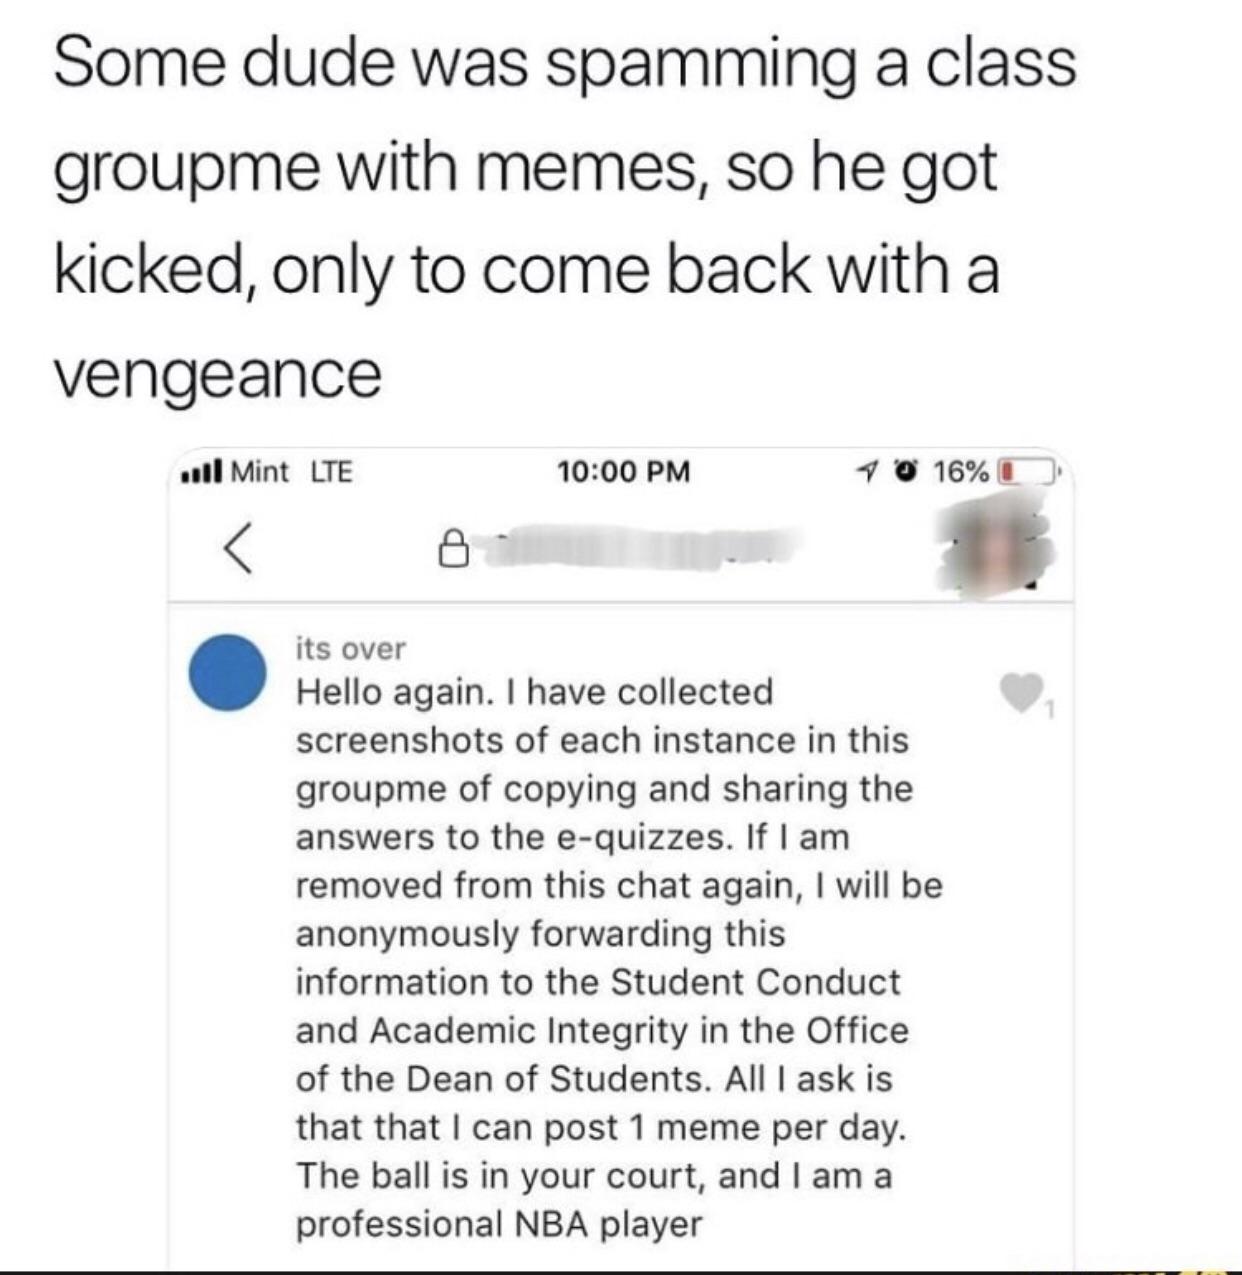 Some dude was spamming a class
groupme with memes, so he got
kicked, only to come back with a
vengeance
Mint LTE 10:00 PM 16%
its over
Hello again. I have collected
screenshots of each instance in this
groupme of copying and sharing the
answers to the e-quizzes. If I am
removed from this chat again, I will be
anonymously forwarding this
information to the Student Conduct
and Academic Integrity in the Office
of the Dean of Students. All I ask is
that that I can post 1 meme per day.
The ball is in your court, and I am a
professional NBA player
1